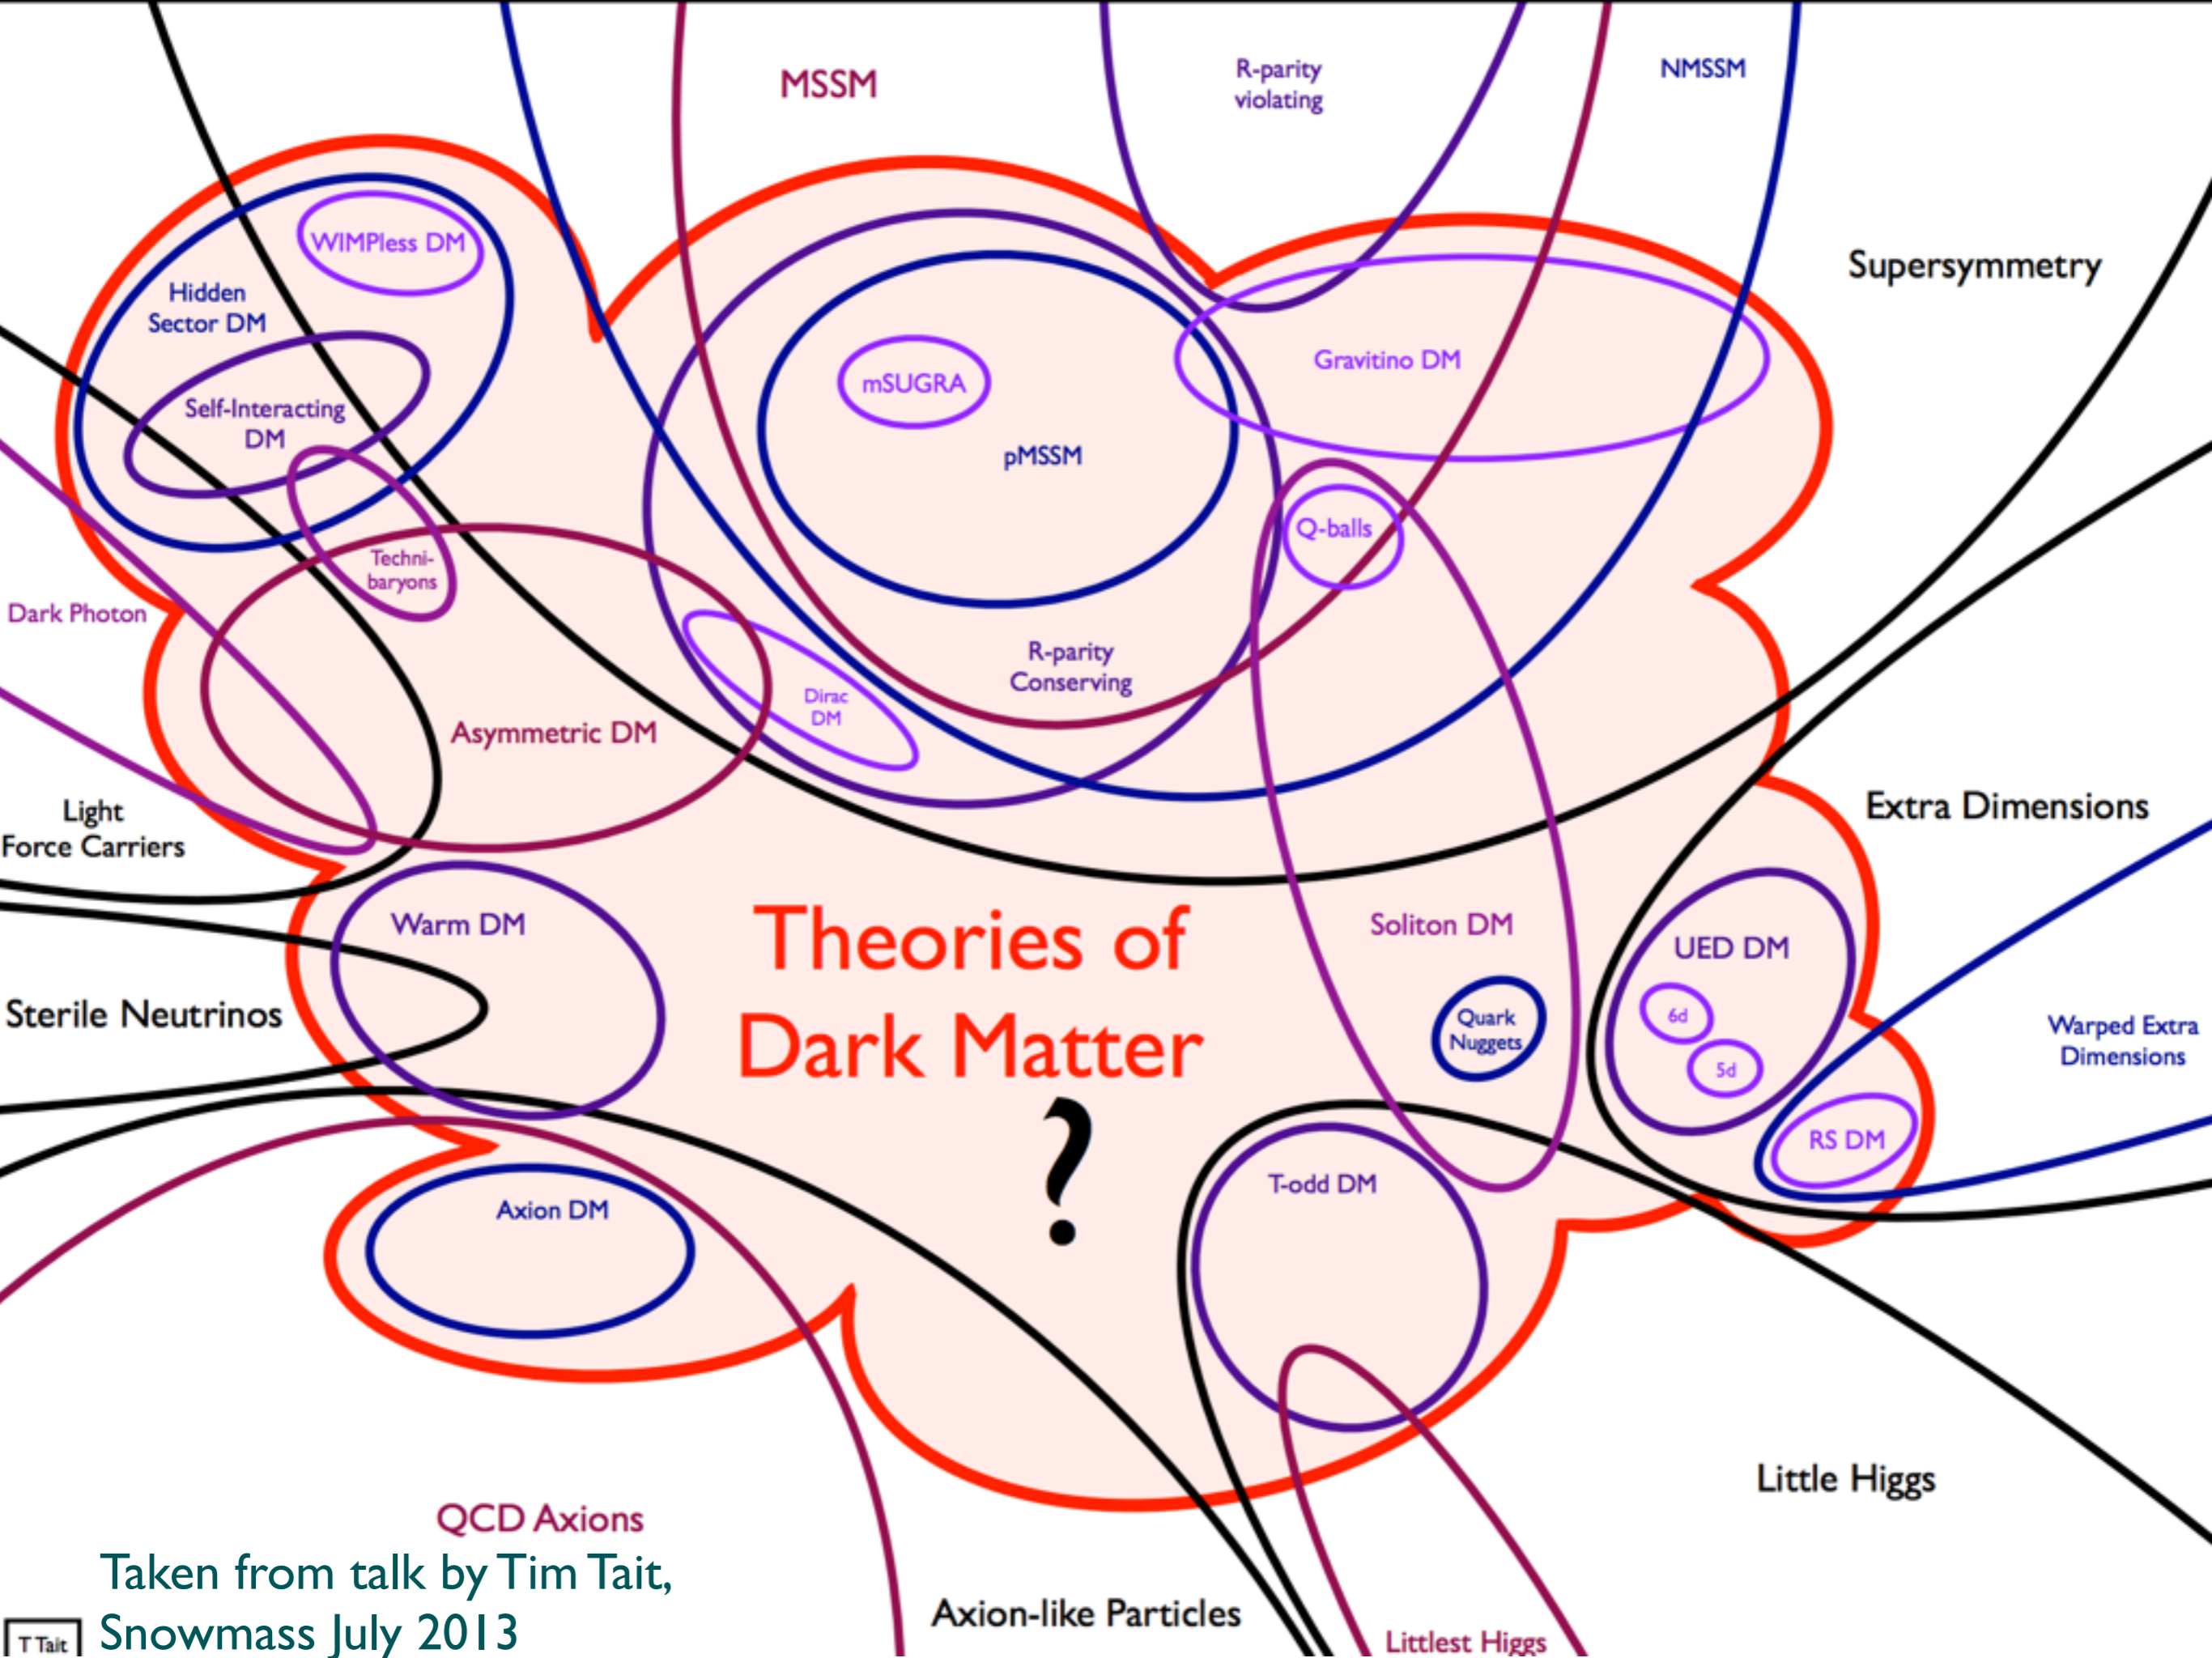 MSSM
R-parity
violating
NMSSM
WIMPless DM
Supersymmetry
Hidden
Sector DM
Gravitino DM
mSUGRA
Self-Interacting
DM
pMSSM
Q-balls
Techni-
baryons
Dark Photon
R-parity
Conserving
Dirac
DM
Asymmetric DM
Light
Force Carriers
Extra Dimensions
Warm DM
Theories of
Dark Matter
?
Soliton DM
UED DM
Sterile Neutrinos
Quark
Nuggets
6d
5d
Warped Extra
Dimensions
RS DM
T-odd DM
Axion DM
Little Higgs
QCD Axions
Taken from talk by Tim Tait,
Snowmass July 2013
Axion-like Particles
Littlest Higgs
T Tait